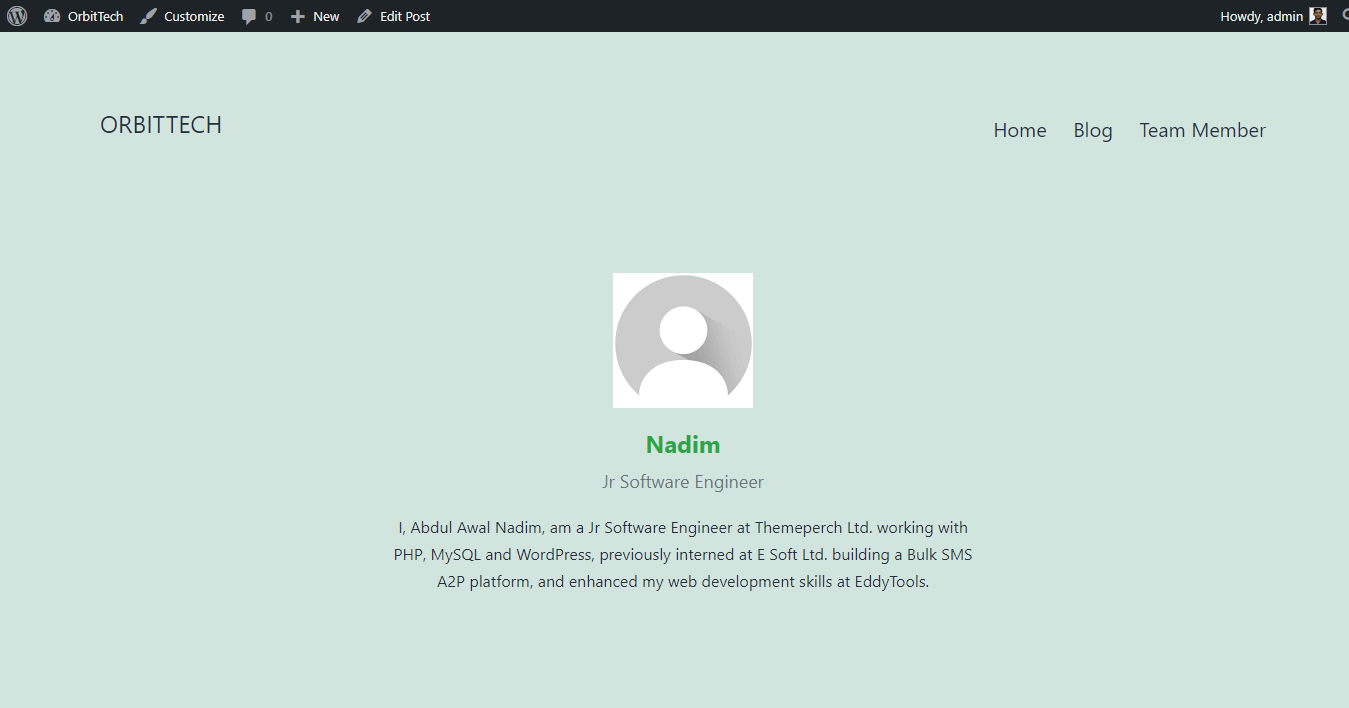 OrbitTech Customize 0 New Edit Post Howdy, admin
ORBITTECH
Home Blog Team Member
Nadim
Jr Software Engineer
I, Abdul Awal Nadim, am a Jr Software Engineer at Themeperch Ltd. working with
PHP, MySQL and WordPress, previously interned at E Soft Ltd. building a Bulk SMS
A2P platform, and enhanced my web development skills at EddyTools.